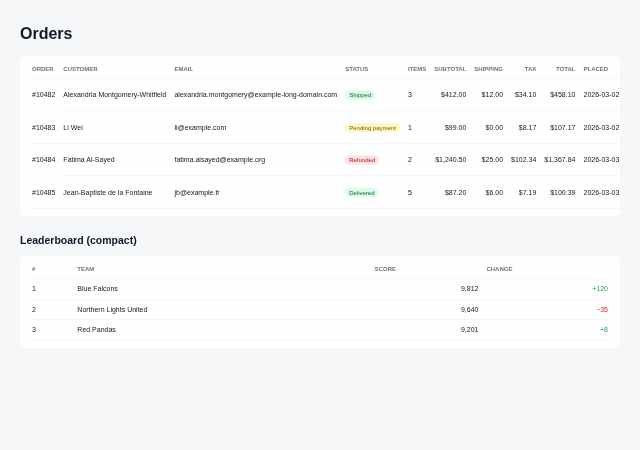 Orders
ORDER CUSTOMER EMAIL STATUS ITEMS SUBTOTAL SHIPPING TAX TOTAL PLACED
#10482 Alexandria Montgomery-Whitfield alexandria.montgomery@example-long-domain.com Shipped 3 $412.00 $12.00 $34.10 $458.10 2026-03-02
#10483 Li Wei li@example.com Pending payment 1 $99.00 $0.00 $8.17 $107.17 2026-03-02
#10484 Fatima Al-Sayed fatima.alsayed@example.org Refunded 2 $1,240.50 $25.00 $102.34 $1,367.84 2026-03-03
#10485 Jean-Baptiste de la Fontaine jb@example.fr Delivered 5 $87.20 $6.00 $7.19 $100.39 2026-03-03
Leaderboard (compact)
# TEAM SCORE CHANGE
1 Blue Falcons 9,812 +120
2 Northern Lights United 9,640 −35
3 Red Pandas 9,201 +8